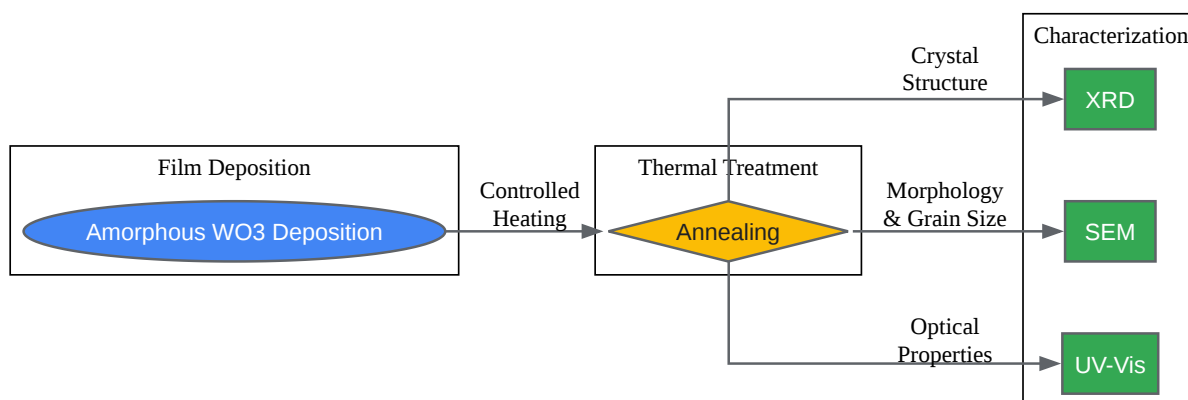 Film Deposition
Amorphous WO3 Deposition
Controlled
Heating
Thermal Treatment
Annealing
Crystal
Structure
Morphology
& Grain Size
Optical
Properties
Characterization
XRD
SEM
UV-Vis